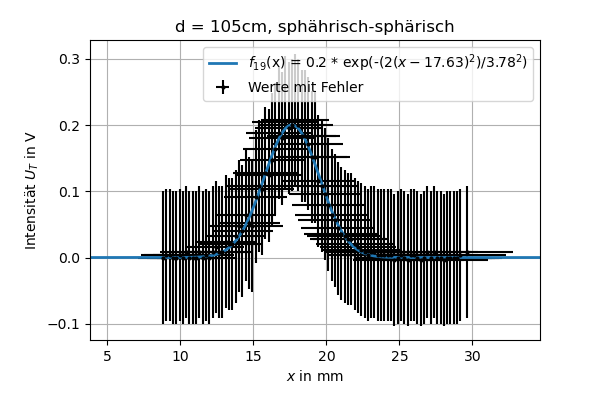 d = 105cm, sphährisch-sphärisch
f₁₉(x) = 0.2 * exp(-(2(x − 17.63)²)/3.78²)
Werte mit Fehler
Intensität U_T in V
0.3
0.2
0.1
0.0
−0.1
5 10 15 20 25 30
x in mm